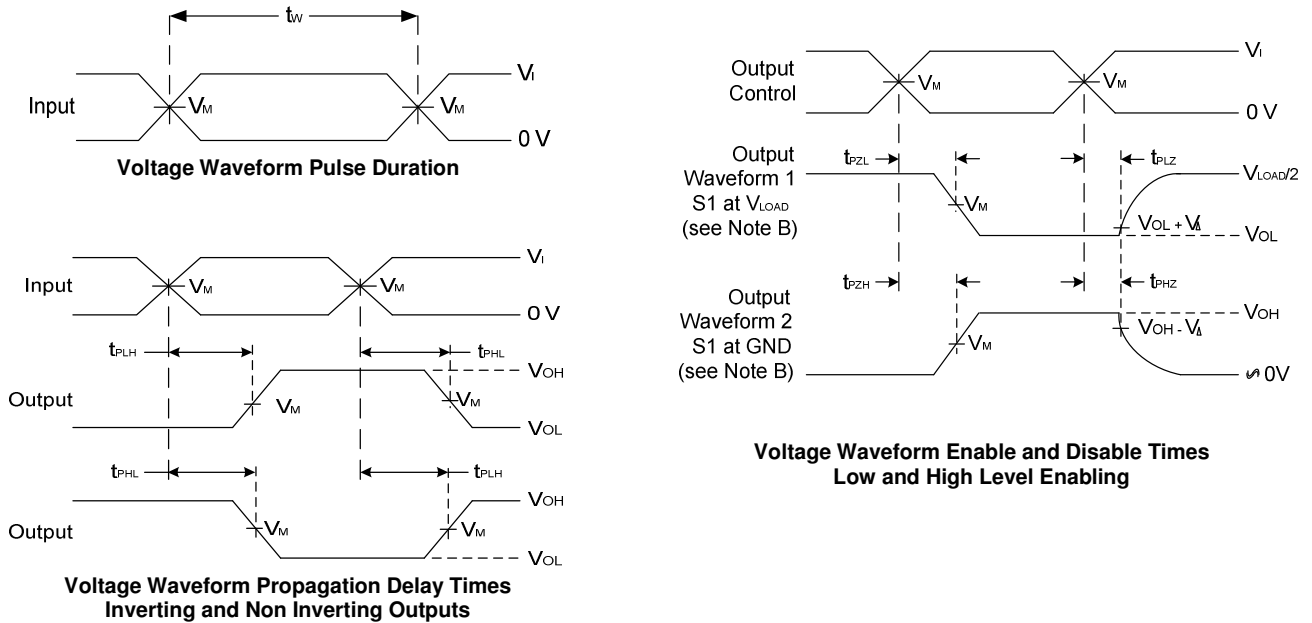 tW
Input
VM
VM
VI
0 V
Voltage Waveform Pulse Duration
Input
VM
VM
VI
0 V
tPLH
tPHL
Output
VM
VM
VOH
VOL
tPHL
tPLH
Output
VM
VM
VOH
VOL
Voltage Waveform Propagation Delay Times
Inverting and Non Inverting Outputs
Output
Control
VM
VM
VI
0 V
Output
Waveform 1
S1 at VLOAD
(see Note B)
tPZL
tPLZ
VM
VLOAD/2
VOL + VΔ
VOL
Output
Waveform 2
S1 at GND
(see Note B)
tPZH
tPHZ
VM
VOH
VOH - VΔ
0V
Voltage Waveform Enable and Disable Times
Low and High Level Enabling